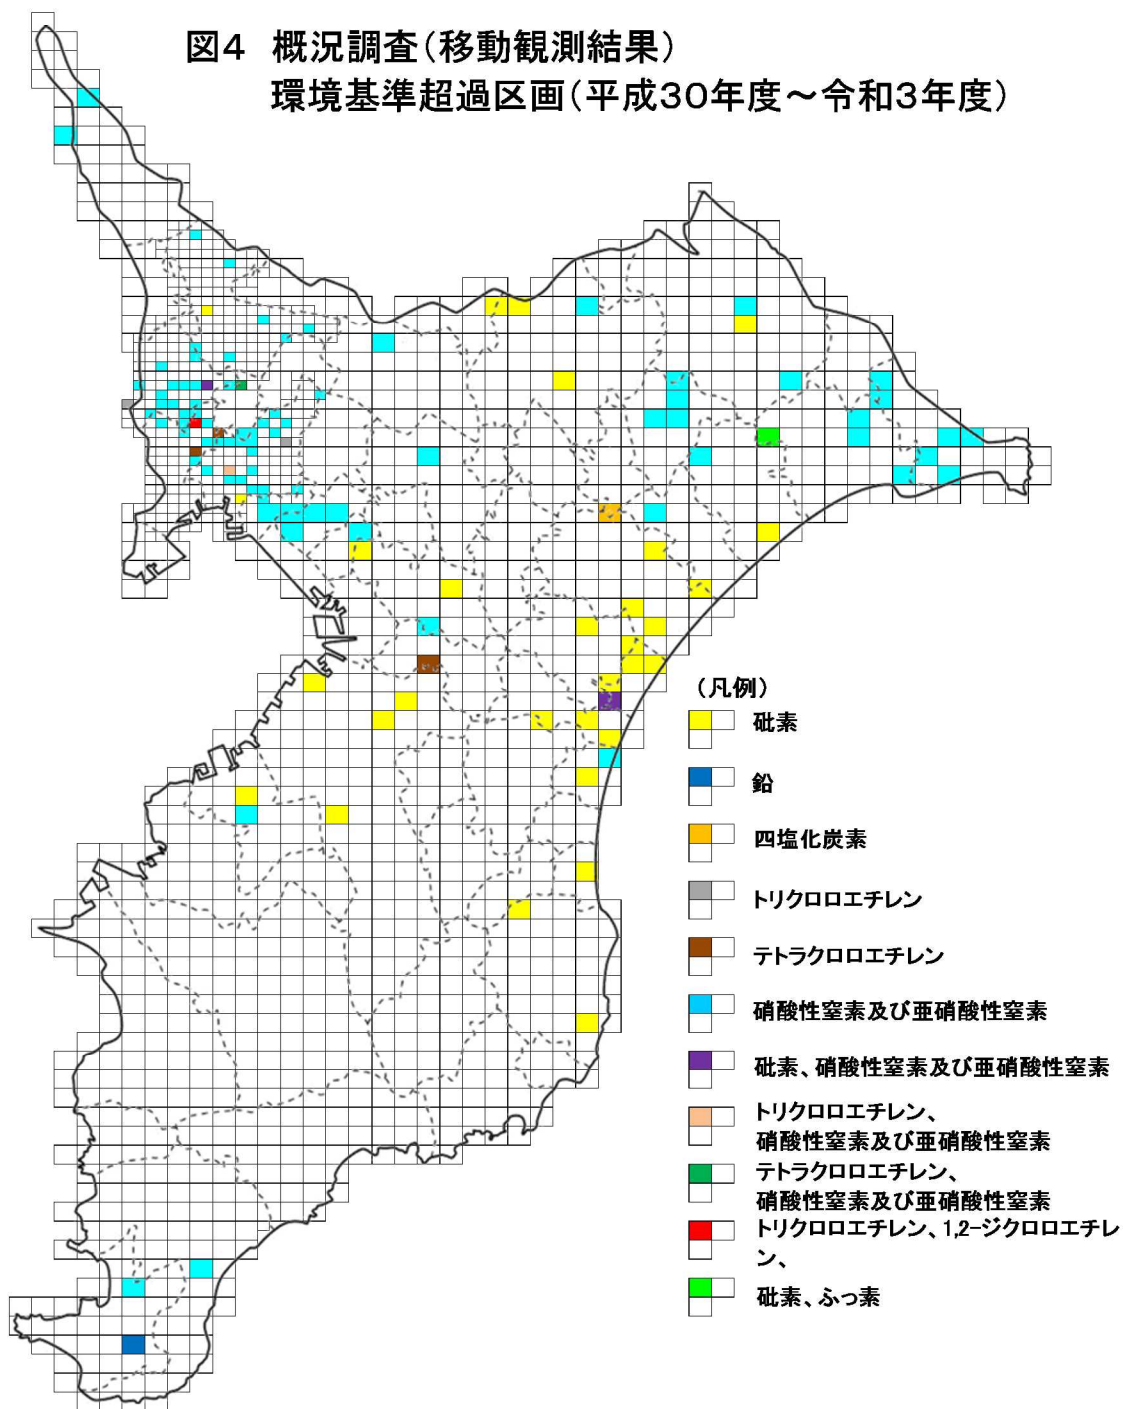 図4 概況調査(移動観測結果)
環境基準超過区画(平成30年度~令和3年度)
(凡例)
砒素
鉛
四塩化炭素
トリクロロエチレン
テトラクロロエチレン
硝酸性窒素及び亜硝酸性窒素
砒素、硝酸性窒素及び亜硝酸性窒素
トリクロロエチレン、
硝酸性窒素及び亜硝酸性窒素
テトラクロロエチレン、
硝酸性窒素及び亜硝酸性窒素
トリクロロエチレン、1,2-ジクロロエチレ
ン、
砒素、ふっ素